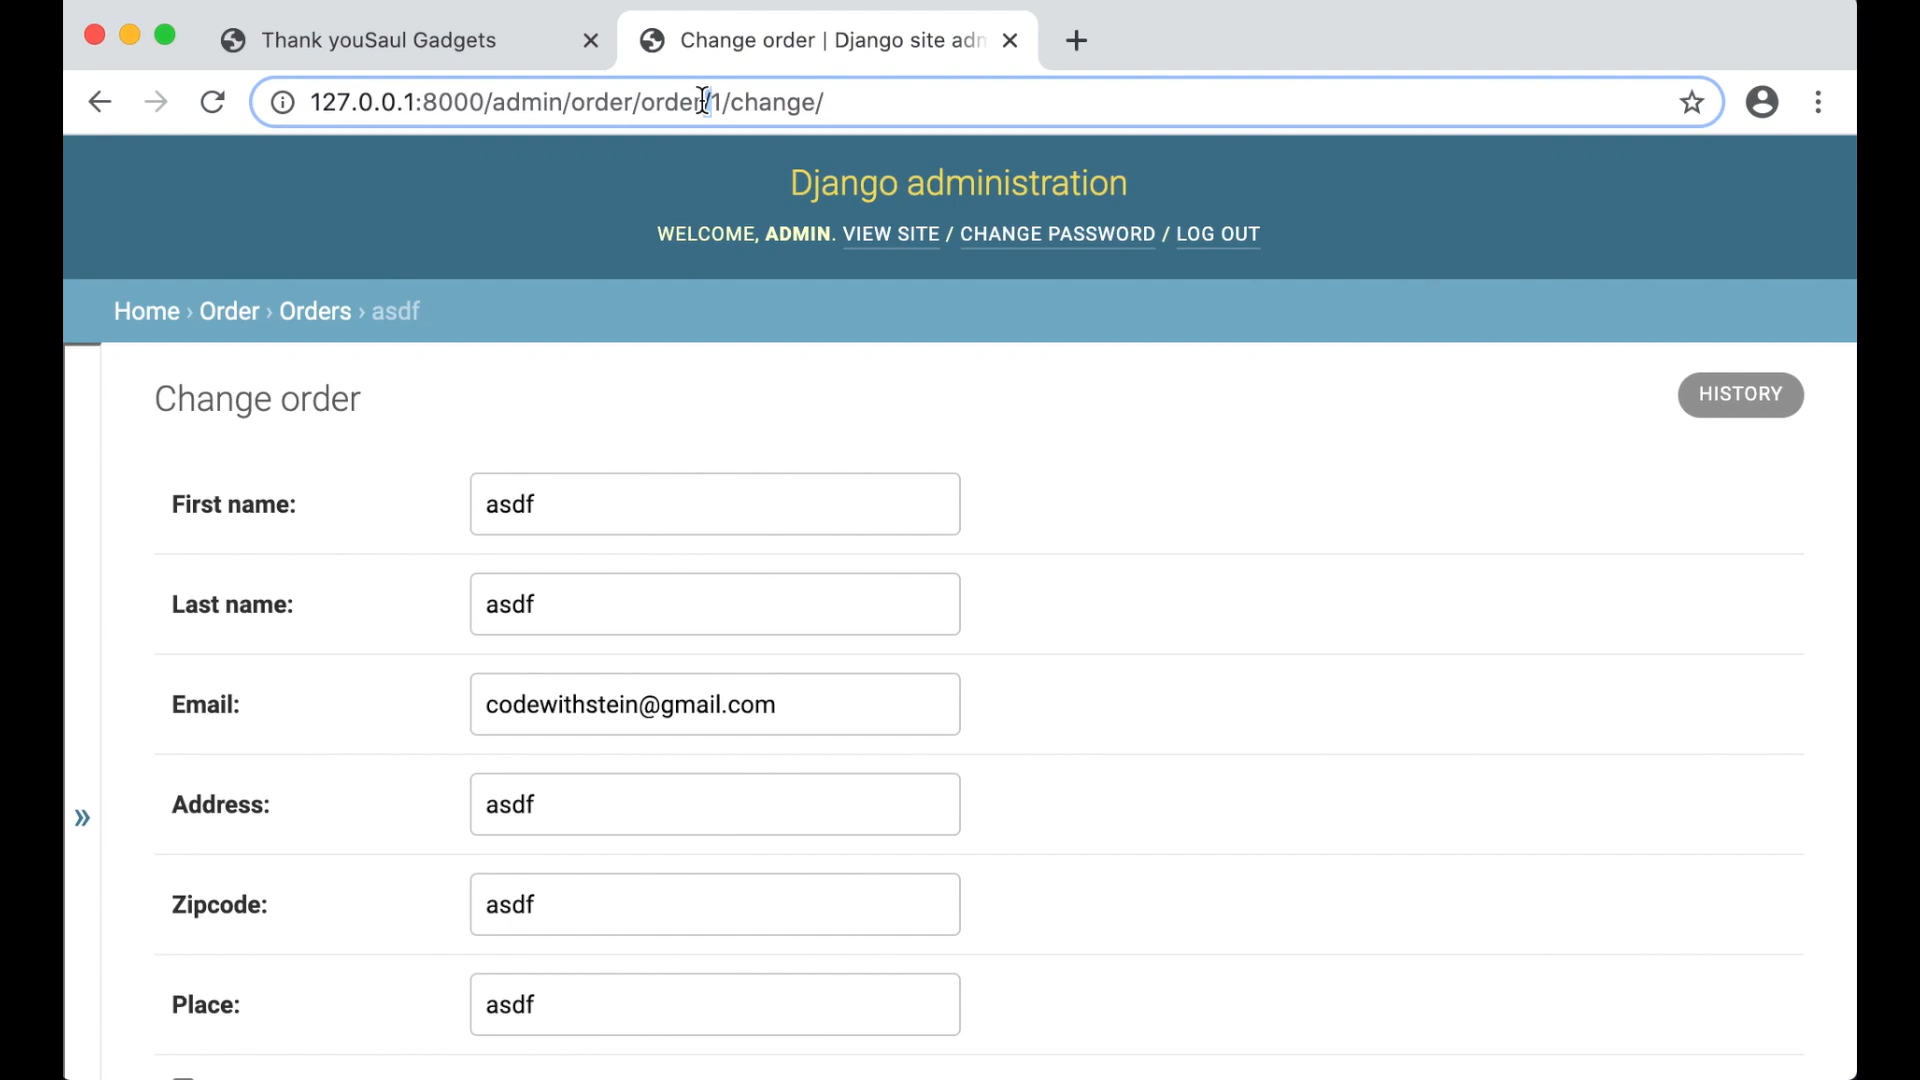 Thank youSaul Gadgets
Change order | Django site adn
127.0.0.1:8000/admin/order/order/1/change/
Django administration
WELCOME, ADMIN. VIEW SITE / CHANGE PASSWORD / LOG OUT
Home › Order › Orders › asdf
Change order
HISTORY
First name: asdf
Last name: asdf
Email: codewithstein@gmail.com
Address: asdf
Zipcode: asdf
Place: asdf